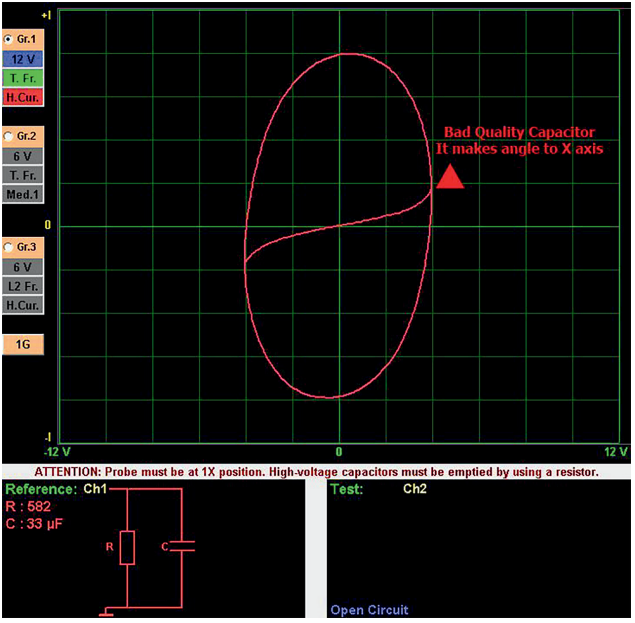 +1
Gr.1
12 V
T. Fr.
H.Cur.
Gr.2
6 V
T. Fr.
Med.1
Gr.3
6 V
L2 Fr.
H.Cur.
1G
Bad Quality Capacitor
It makes angle to X axis
0
-1
-12 V
0
12 V
ATTENTION: Probe must be at 1X position. High-voltage capacitors must be emptied by using a resistor.
Reference: Ch1
R : 582
C : 33 µF
R
C
Test: Ch2
Open Circuit